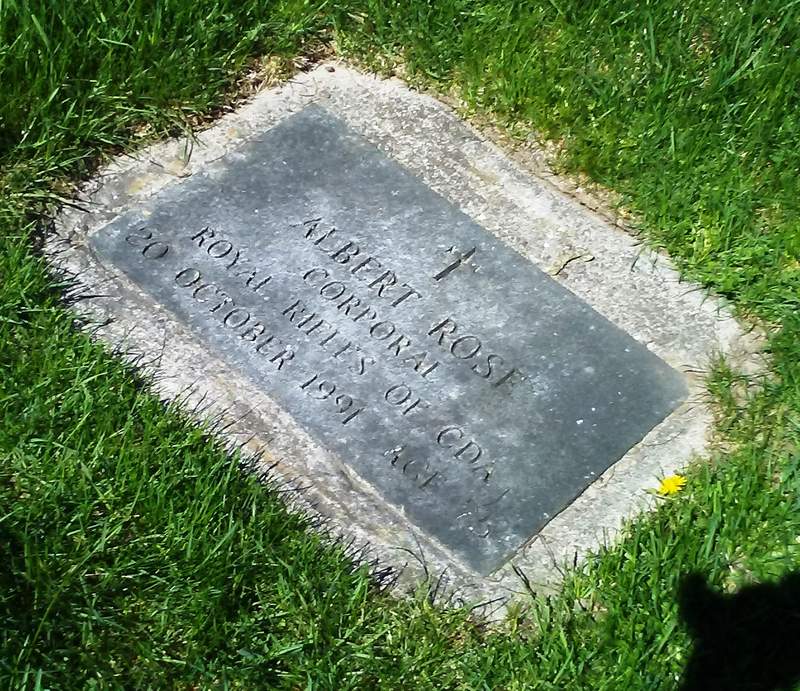 ALBERT ROSE
CORPORAL
ROYAL RIFLES OF CDA
20 OCTOBER 1991 AGE